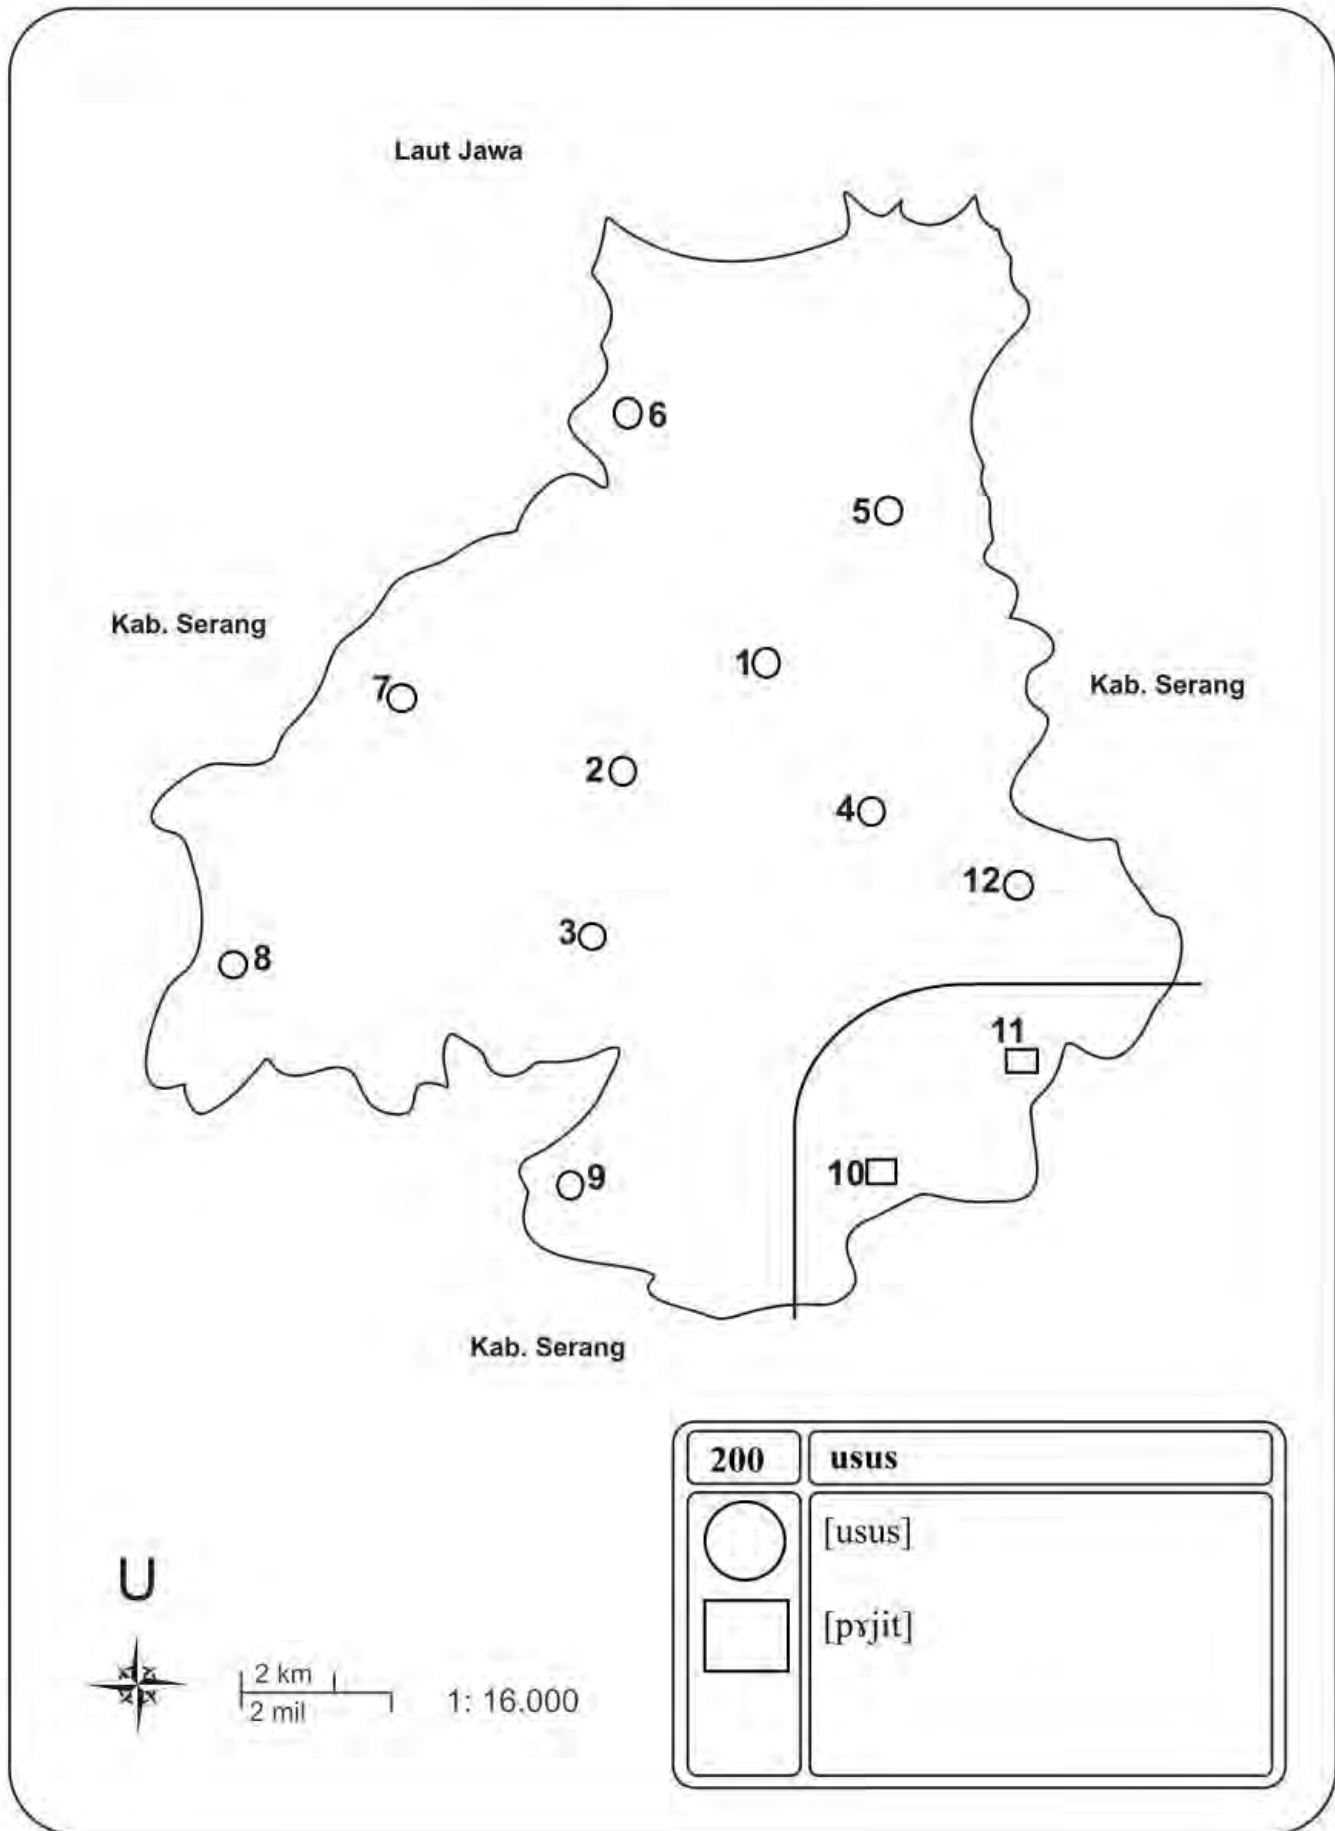 Laut Jawa
6
5
Kab. Serang
1
7
Kab. Serang
2
4
12
3
8
11
10
9
Kab. Serang
200 usus
[usus]
[pɤjit]
U
2 km
2 mil
1: 16.000